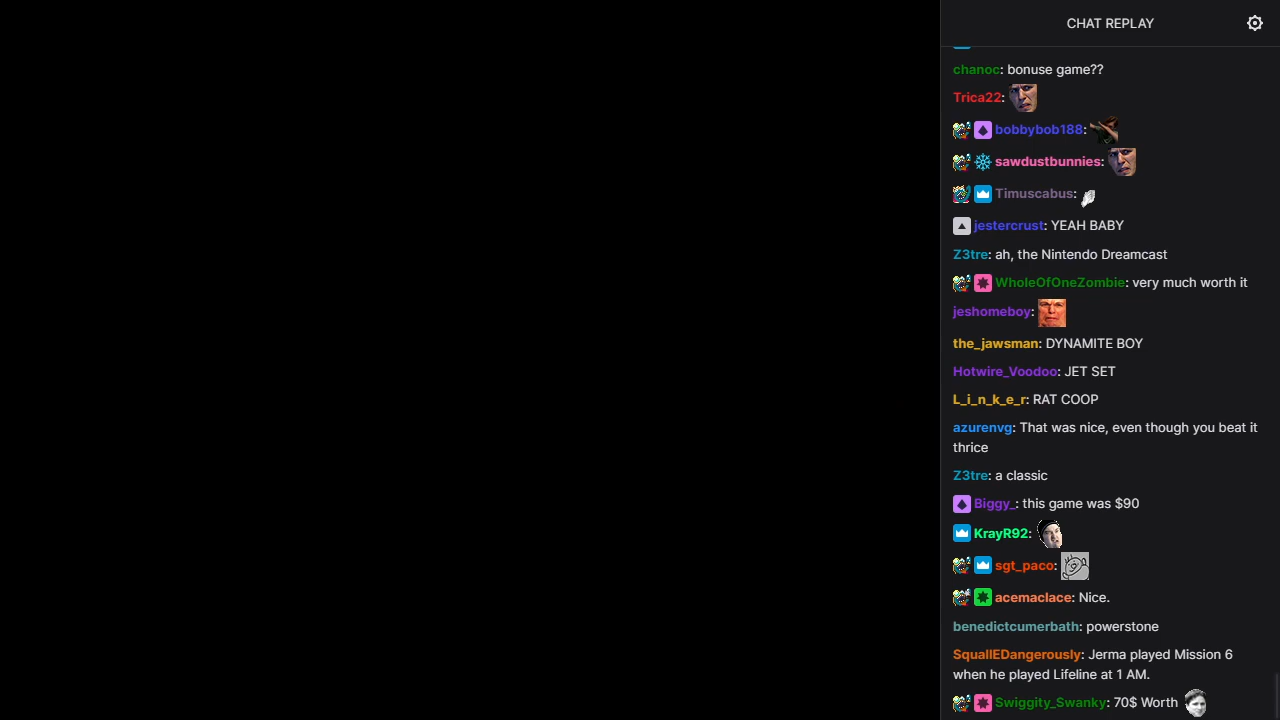 CHAT REPLAY
chanoc: bonuse game??
Trica22:
bobbybob188:
sawdustbunnies:
Timuscabus:
jestercrust: YEAH BABY
Z3tre: ah, the Nintendo Dreamcast
WholeOfOneZombie: very much worth it
jeshomeboy:
the_jawsman: DYNAMITE BOY
Hotwire_Voodoo: JET SET
L_i_n_k_e_r: RAT COOP
azurenvg: That was nice, even though you beat it
thrice
Z3tre: a classic
Biggy_: this game was $90
KrayR92:
sgt_paco:
acemaclace: Nice.
benedictcumerbath: powerstone
SquallEDangerously: Jerma played Mission 6
when he played Lifeline at 1 AM.
Swiggity_Swanky: 70$ Worth